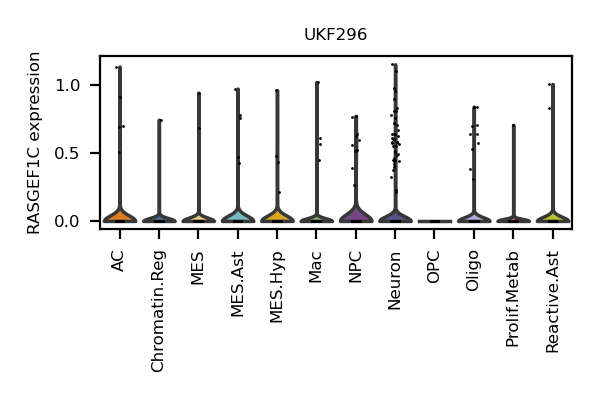 UKF296
RASGEF1C expression
1.0
0.5
0.0
AC
Chromatin.Reg
MES
MES.Ast
MES.Hyp
Mac
NPC
Neuron
OPC
Oligo
Prolif.Metab
Reactive.Ast